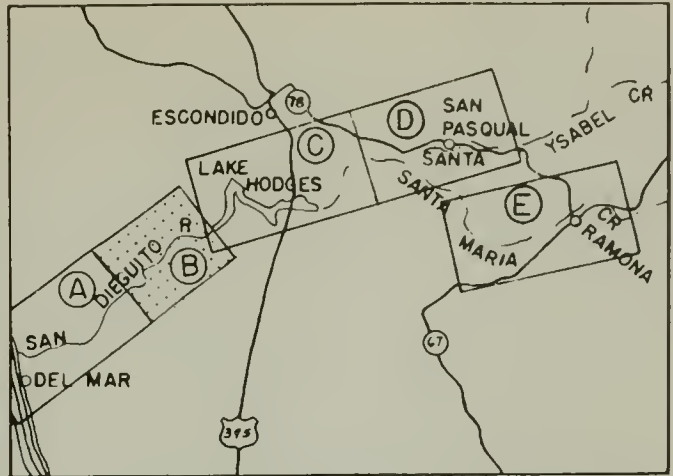 ESCONDIDO
78
D
SAN
PASQUAL
SANTA
YSABEL CR
C
LAKE
HODGES
SANTA
MARIA
CR
E
RAMONA
A
DIEGUITO
R
B
SAN
DEL MAR
67
395